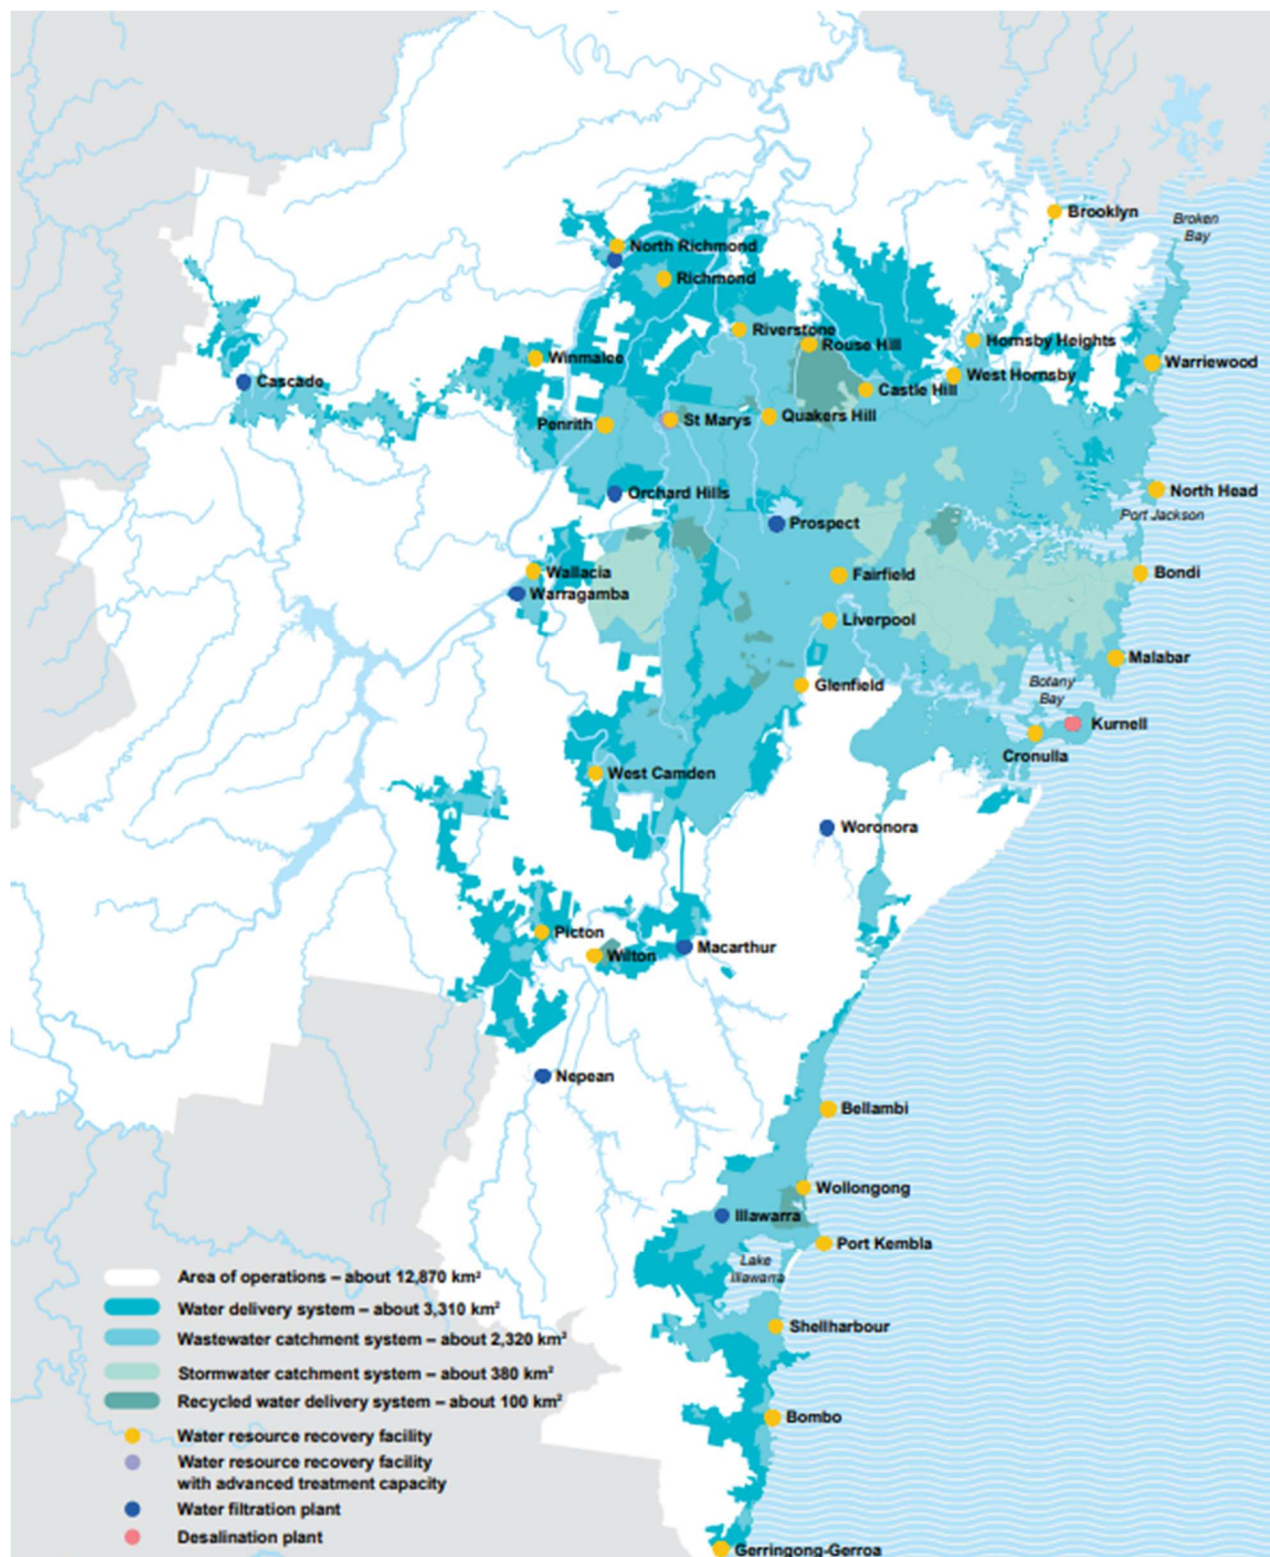 Brooklyn
Broken
Bay
North Richmond
Richmond
Riverstone
Rouse Hill
Hornsby Heights
Winmalee
Warriewood
West Hornsby
Cascade
Castle Hill
Penrith
St Marys
Quakers Hill
Orchard Hills
North Head
Port Jackson
Prospect
Wallacia
Fairfield
Bondi
Warragamba
Liverpool
Malabar
Glenfield
Botany
Bay
Kurnell
Cronulla
West Camden
Woronora
Picton
Macarthur
Wilton
Nepean
Bellambi
Wollongong
Illawarra
Port Kembla
Lake
Illawarra
Shellharbour
Bombo
Gerringong-Gerroa
Area of operations – about 12,870 km²
Water delivery system – about 3,310 km²
Wastewater catchment system – about 2,320 km²
Stormwater catchment system – about 380 km²
Recycled water delivery system – about 100 km²
Water resource recovery facility
Water resource recovery facility
with advanced treatment capacity
Water filtration plant
Desalination plant